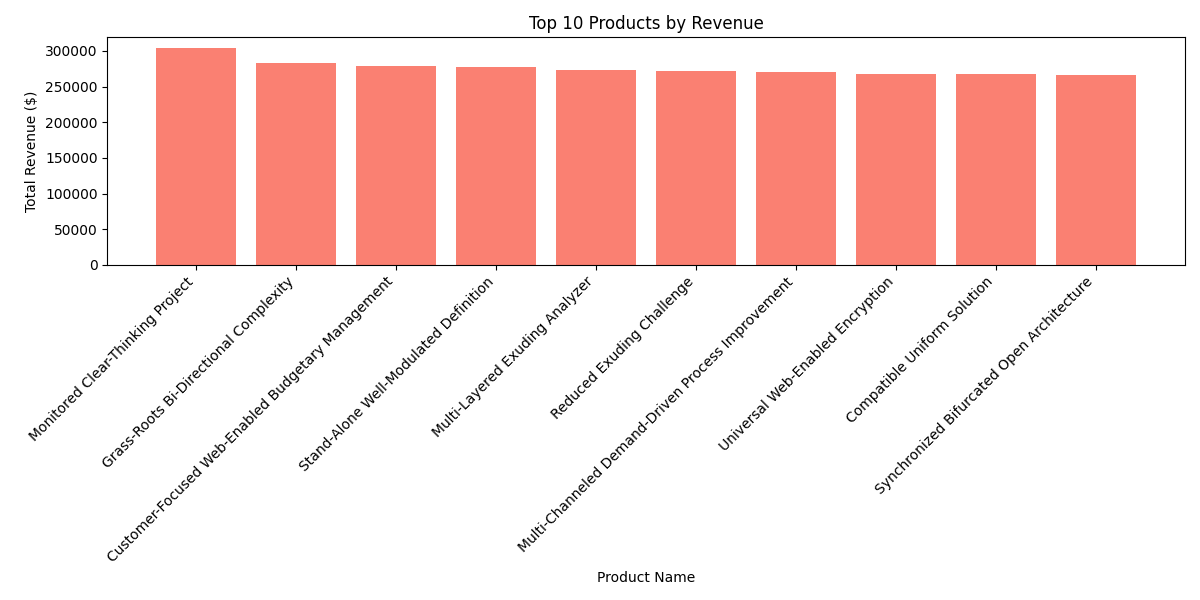 Top 10 Products by Revenue
Total Revenue ($)
300000
250000
200000
150000
100000
50000
0
Monitored Clear-Thinking Project
Grass-Roots Bi-Directional Complexity
Customer-Focused Web-Enabled Budgetary Management
Stand-Alone Well-Modulated Definition
Multi-Layered Exuding Analyzer
Reduced Exuding Challenge
Multi-Channeled Demand-Driven Process Improvement
Universal Web-Enabled Encryption
Compatible Uniform Solution
Synchronized Bifurcated Open Architecture
Product Name